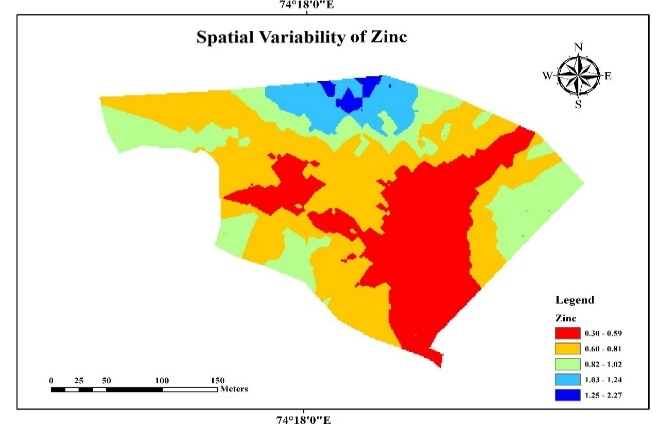 74°18'0"E
Spatial Variability of Zinc
N
W E
S
Legend
Zinc
0.30 - 0.59
0.60 - 0.81
0.82 - 1.02
1.03 - 1.24
1.25 - 2.27
0 25 50 100 150
Meters
74°18'0"E